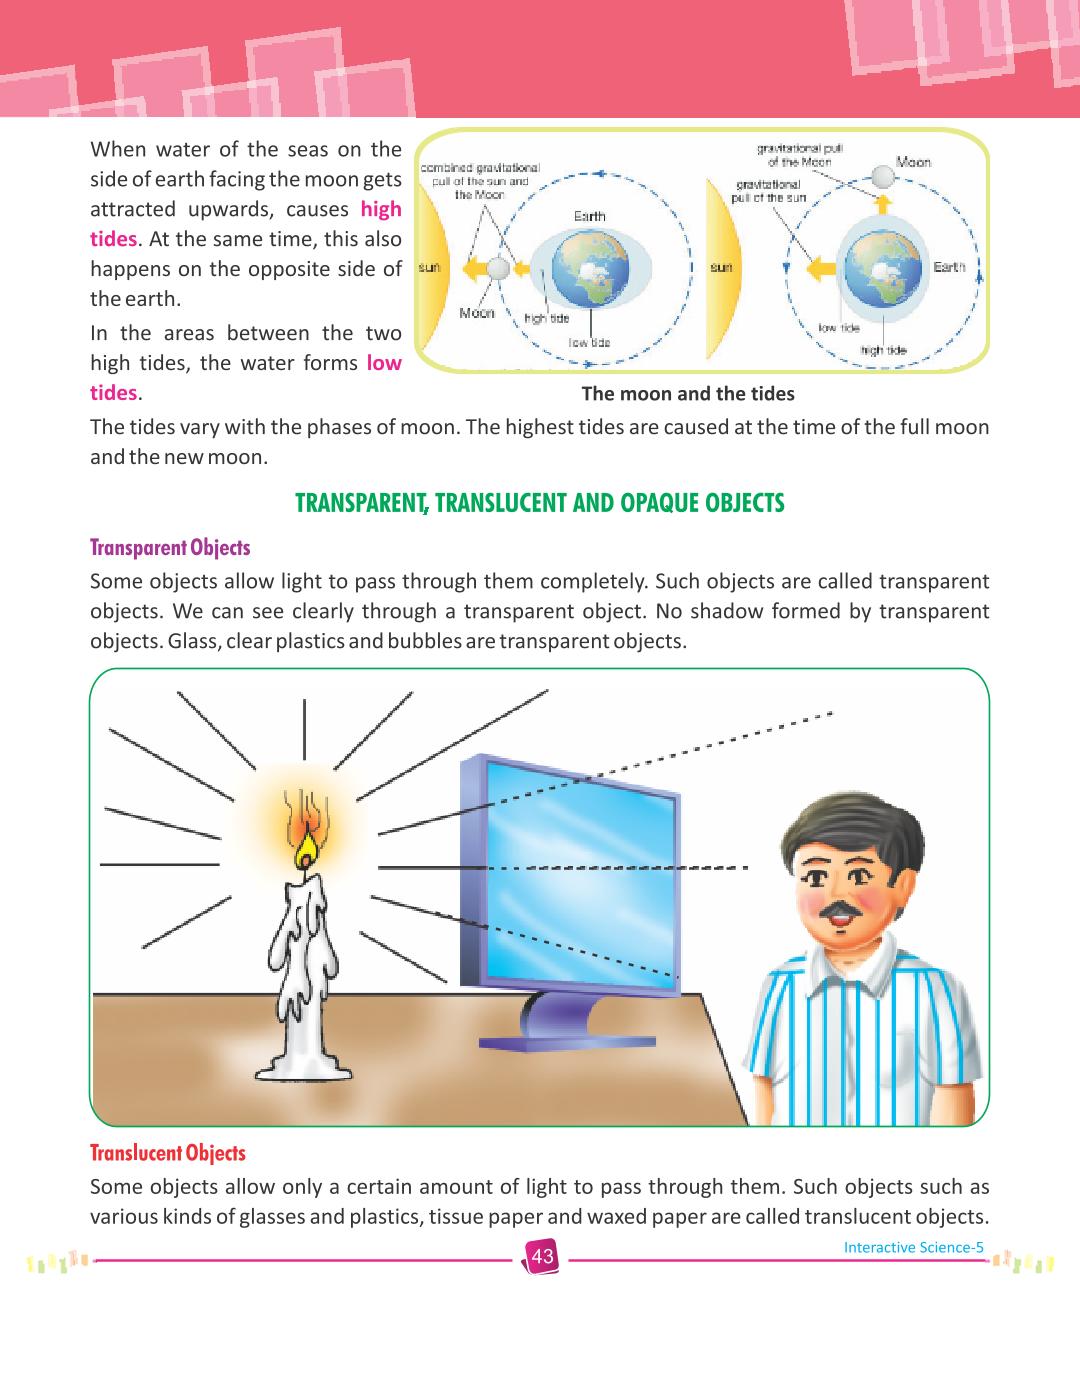 When water of the seas on the
side of earth facing the moon gets
attracted upwards, causes high
tides. At the same time, this also
happens on the opposite side of
the earth.
In the areas between the two
high tides, the water forms low
tides.
combined gravitational
pull of the sun and
the Moon
Earth
sun
Moon
high tide
low tide
gravitational pull
of the Moon
Moon
gravitational
pull of the sun
sun
Earth
low tide
high tide
The moon and the tides
The tides vary with the phases of moon. The highest tides are caused at the time of the full moon
and the new moon.
TRANSPARENT, TRANSLUCENT AND OPAQUE OBJECTS
Transparent Objects
Some objects allow light to pass through them completely. Such objects are called transparent
objects. We can see clearly through a transparent object. No shadow formed by transparent
objects. Glass, clear plastics and bubbles are transparent objects.
Translucent Objects
Some objects allow only a certain amount of light to pass through them. Such objects such as
various kinds of glasses and plastics, tissue paper and waxed paper are called translucent objects.
Interactive Science-5
43